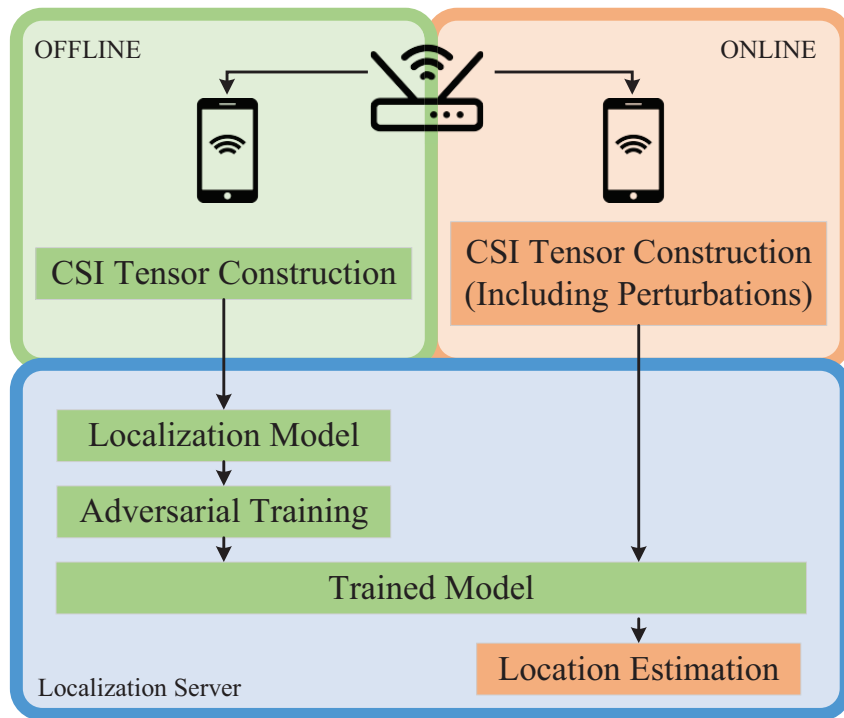 OFFLINE
ONLINE
CSI Tensor Construction
CSI Tensor Construction
(Including Perturbations)
Localization Model
Adversarial Training
Trained Model
Location Estimation
Localization Server